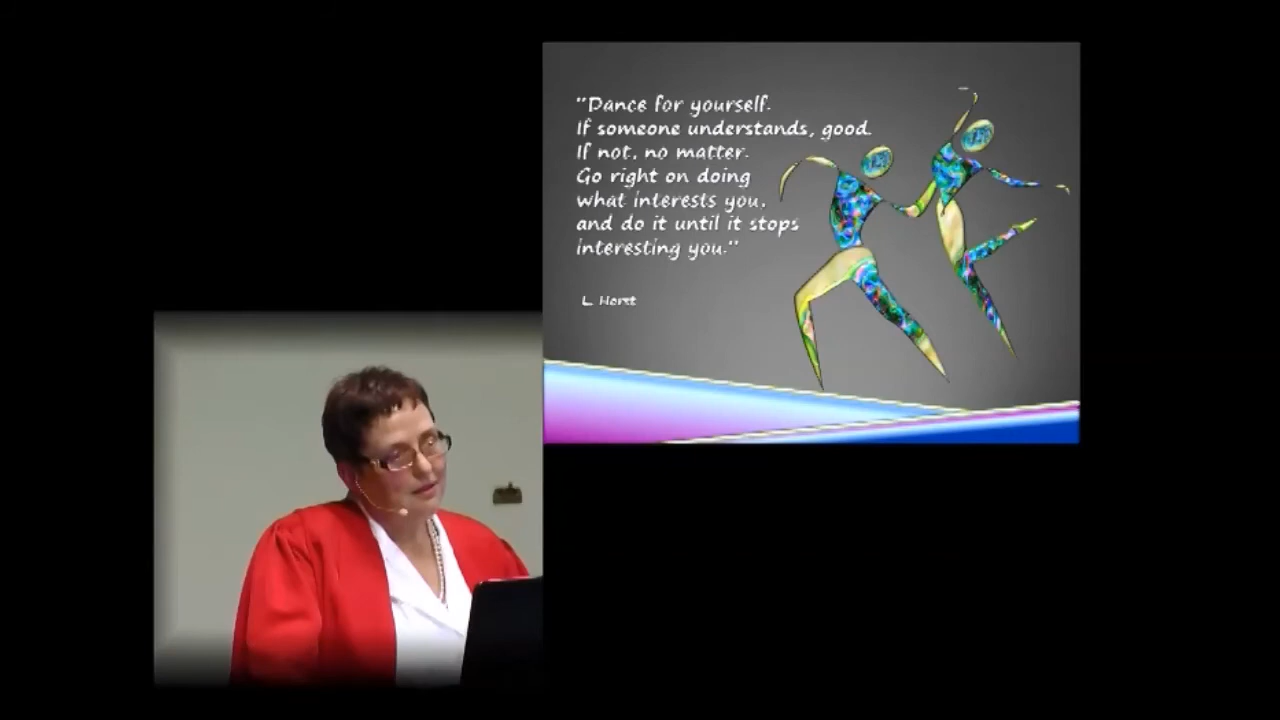 "Dance for yourself.
If someone understands, good.
If not, no matter.
Go right on doing
what interests you,
and do it until it stops
interesting you."
L. Horst